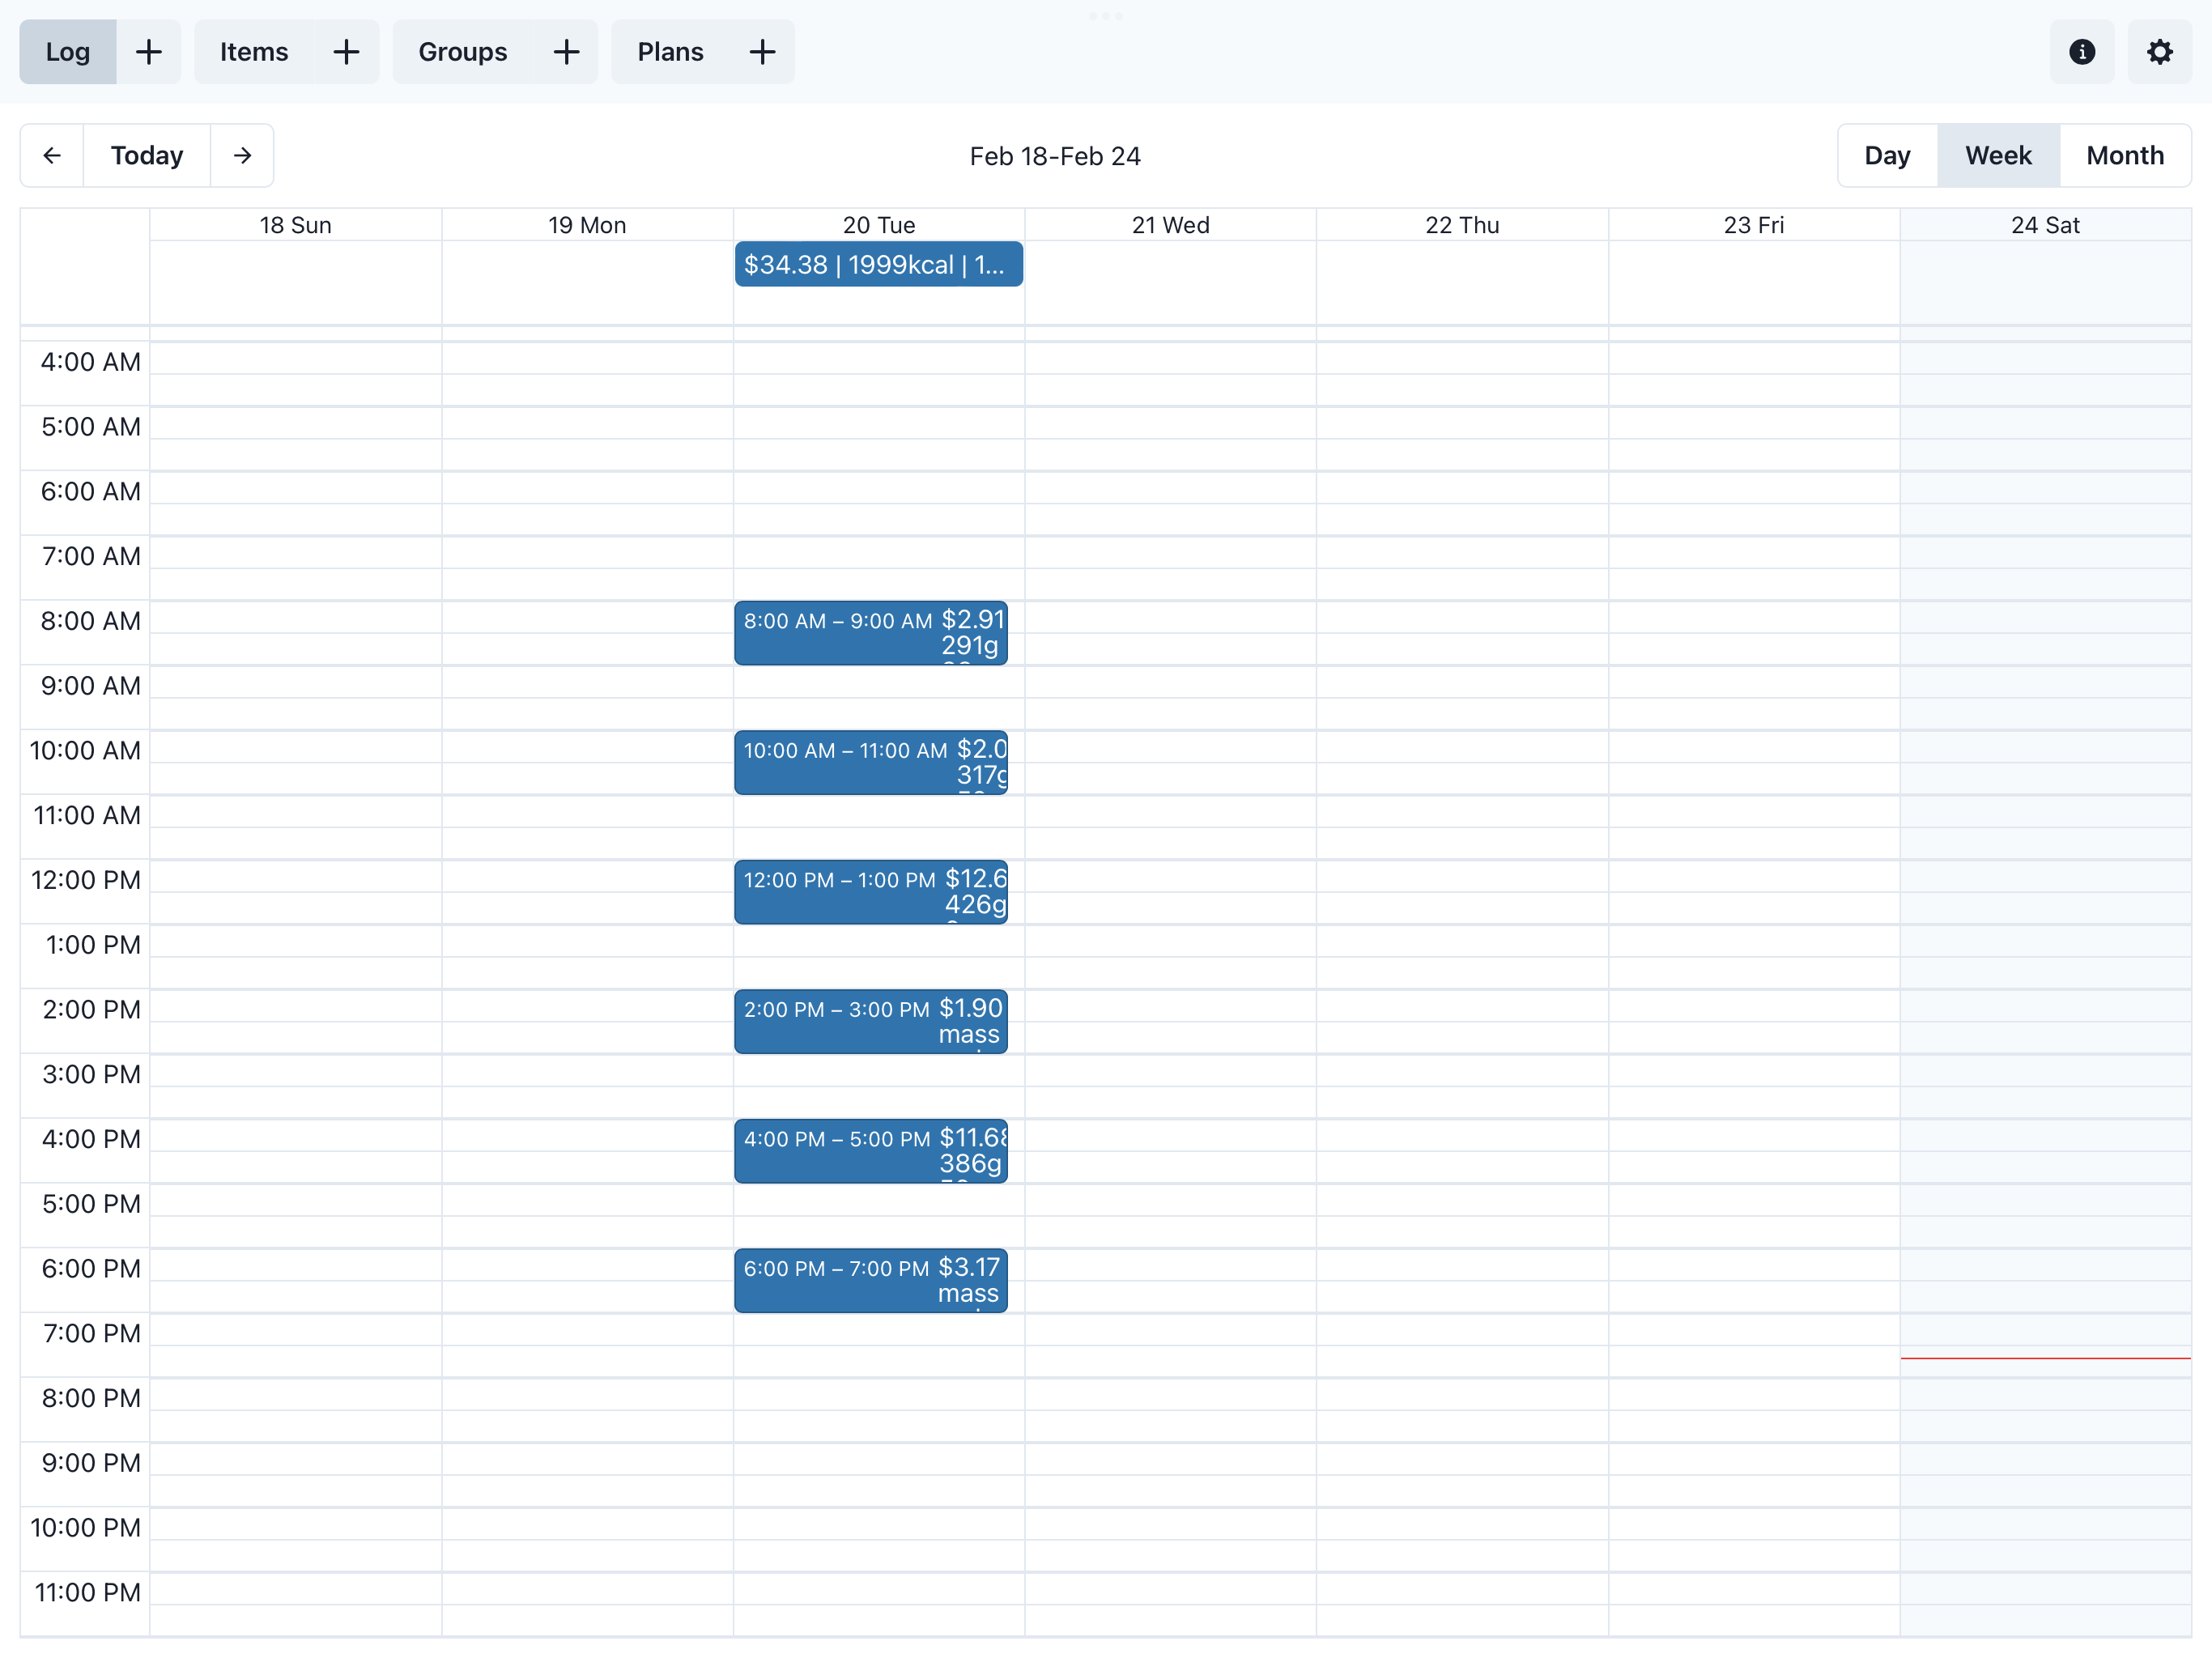 Log + Items + Groups + Plans +
← Today → Feb 18-Feb 24 Day Week Month
18 Sun 19 Mon 20 Tue 21 Wed 22 Thu 23 Fri 24 Sat
$34.38 | 1999kcal | 1...
4:00 AM
5:00 AM
6:00 AM
7:00 AM
8:00 AM 8:00 AM – 9:00 AM $2.91
291g
9:00 AM
10:00 AM 10:00 AM – 11:00 AM $2.0
317g
11:00 AM
12:00 PM 12:00 PM – 1:00 PM $12.6
426g
1:00 PM
2:00 PM 2:00 PM – 3:00 PM $1.90
mass
3:00 PM
4:00 PM 4:00 PM – 5:00 PM $11.68
386g
5:00 PM
6:00 PM 6:00 PM – 7:00 PM $3.17
mass
7:00 PM
8:00 PM
9:00 PM
10:00 PM
11:00 PM